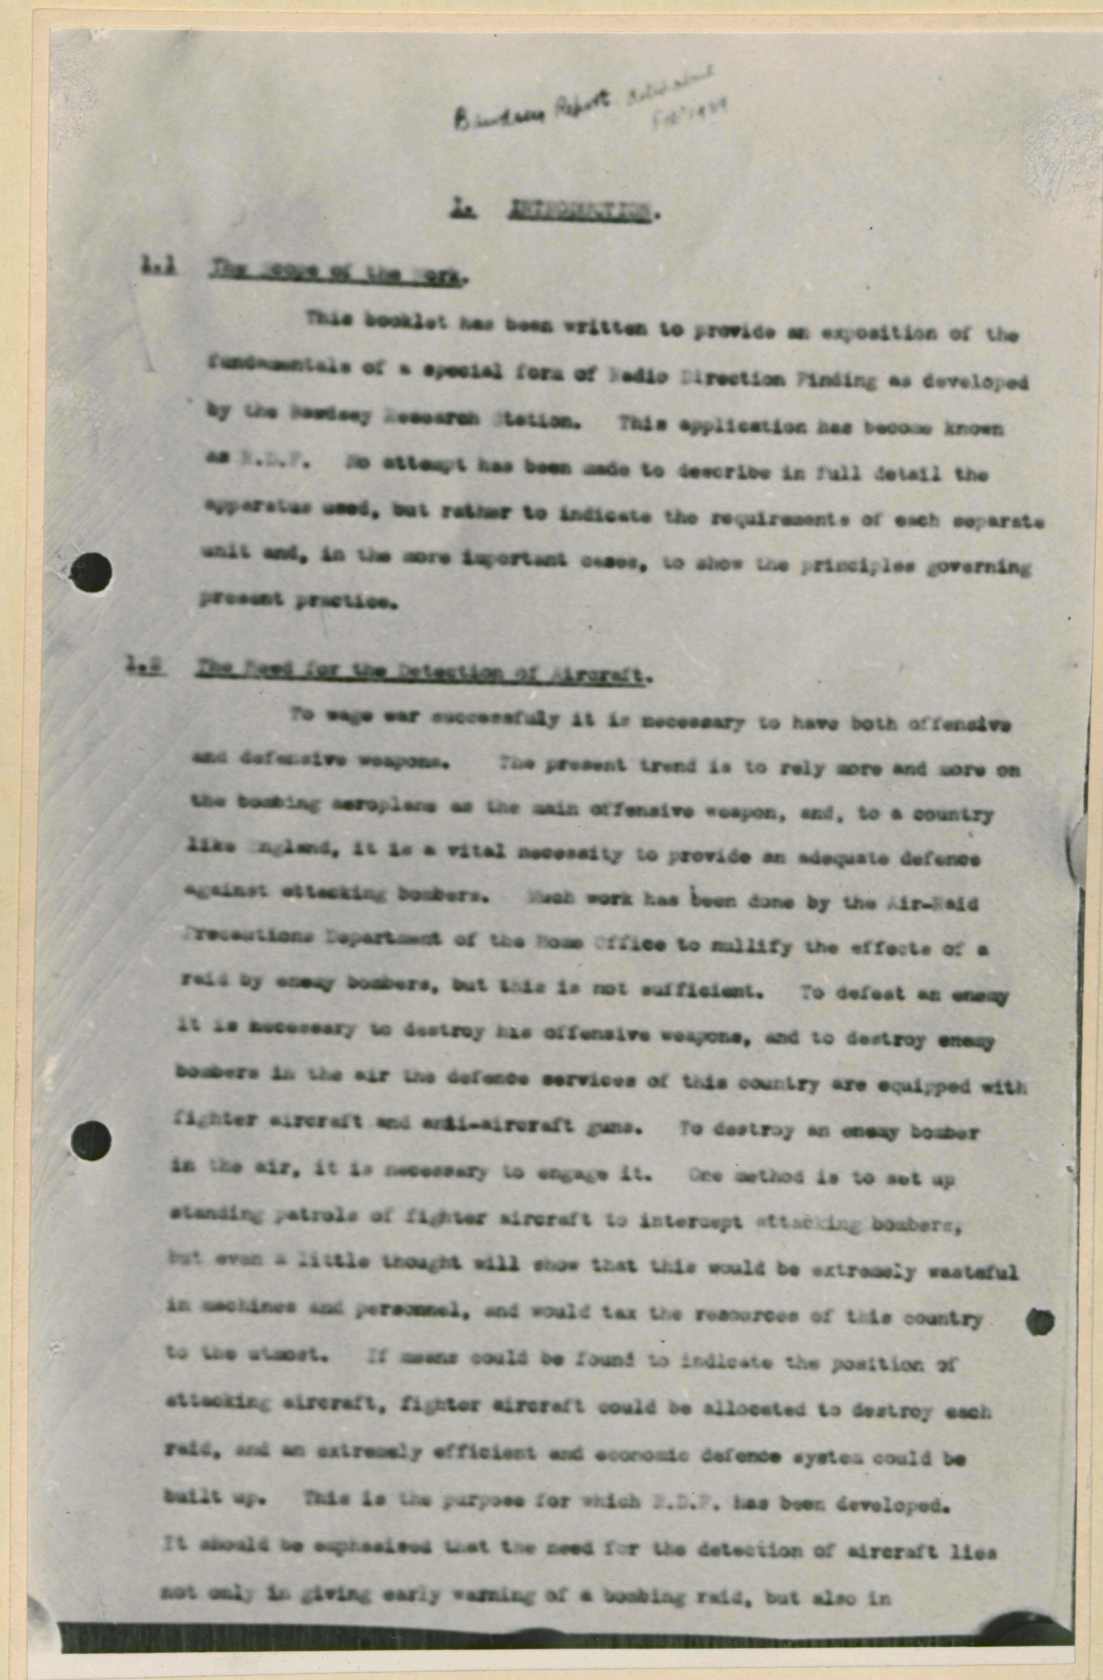 Bawdsey Report
Feb 1939
I. INTRODUCTION.
1.1 The Scope of the Work.
This booklet has been written to provide an exposition of the
fundamentals of a special form of Radio Direction Finding as developed
by the Bawdsey Research Station. This application has become known
as R.D.F. No attempt has been made to describe in full detail the
apparatus used, but rather to indicate the requirements of each separate
unit and, in the more important cases, to show the principles governing
present practice.
1.2 The Need for the Detection of Aircraft.
To wage war successfuly it is necessary to have both offensive
and defensive weapons. The present trend is to rely more and more on
the bombing aeroplane as the main offensive weapon, and, to a country
like England, it is a vital necessity to provide an adequate defence
against attacking bombers. Much work has been done by the Air-Raid
Precautions Department of the Home Office to nullify the effects of a
raid by enemy bombers, but this is not sufficient. To defeat an enemy
it is necessary to destroy his offensive weapons, and to destroy enemy
bombers in the air the defence services of this country are equipped with
fighter aircraft and anti-aircraft guns. To destroy an enemy bomber
in the air, it is necessary to engage it. One method is to set up
standing patrols of fighter aircraft to intercept attacking bombers,
but even a little thought will show that this would be extremely wasteful
in machines and personnel, and would tax the resources of this country
to the utmost. If means could be found to indicate the position of
attacking aircraft, fighter aircraft could be allocated to destroy each
raid, and an extremely efficient and economic defence system could be
built up. This is the purpose for which R.D.F. has been developed.
It should be emphasised that the need for the detection of aircraft lies
not only in giving early warning of a bombing raid, but also in